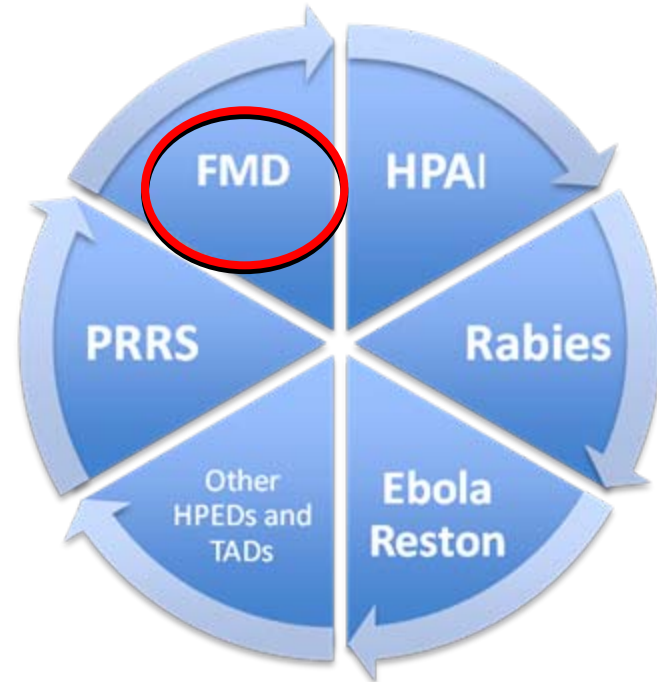 FMD
HPAI
Rabies
Ebola
Reston
Other
HPEDs and
TADs
PRRS